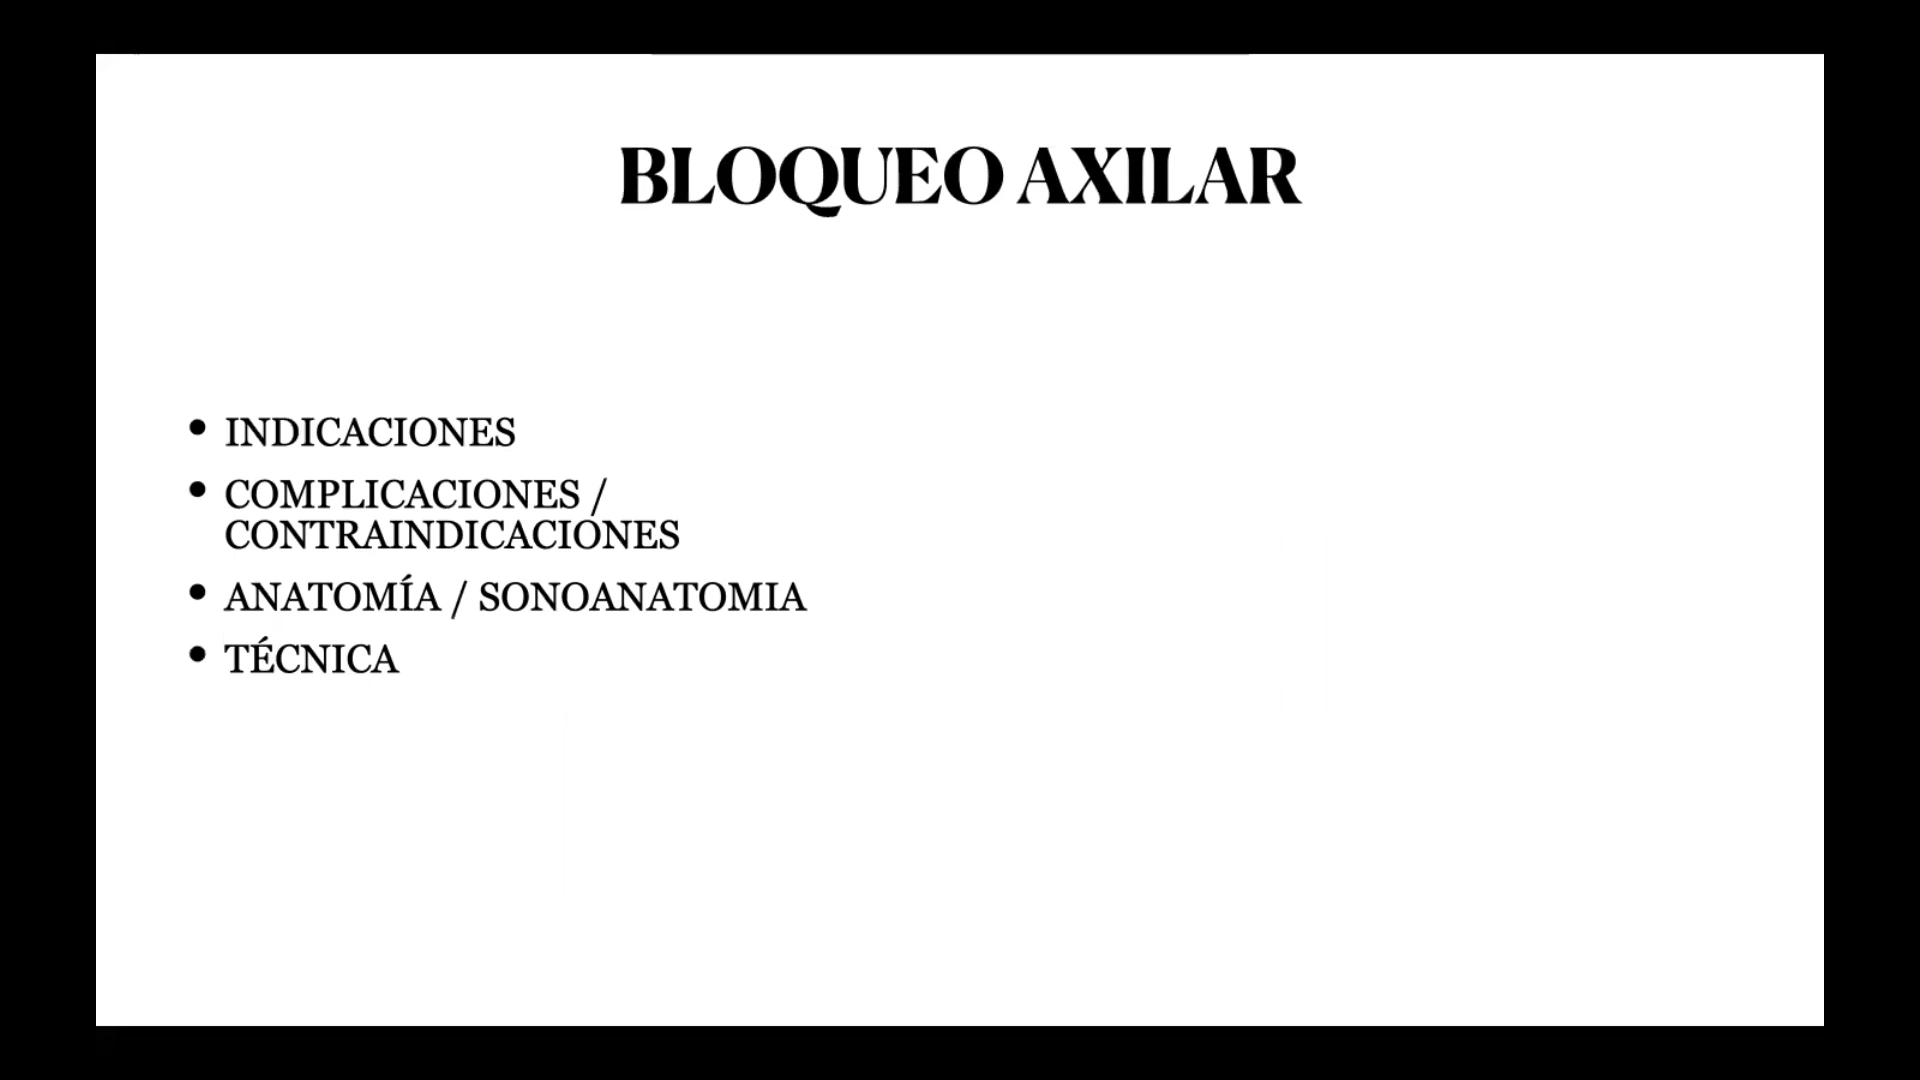 BLOQUEO AXILAR
• INDICACIONES
• COMPLICACIONES /
CONTRAINDICACIONES
• ANATOMÍA / SONOANATOMIA
• TÉCNICA